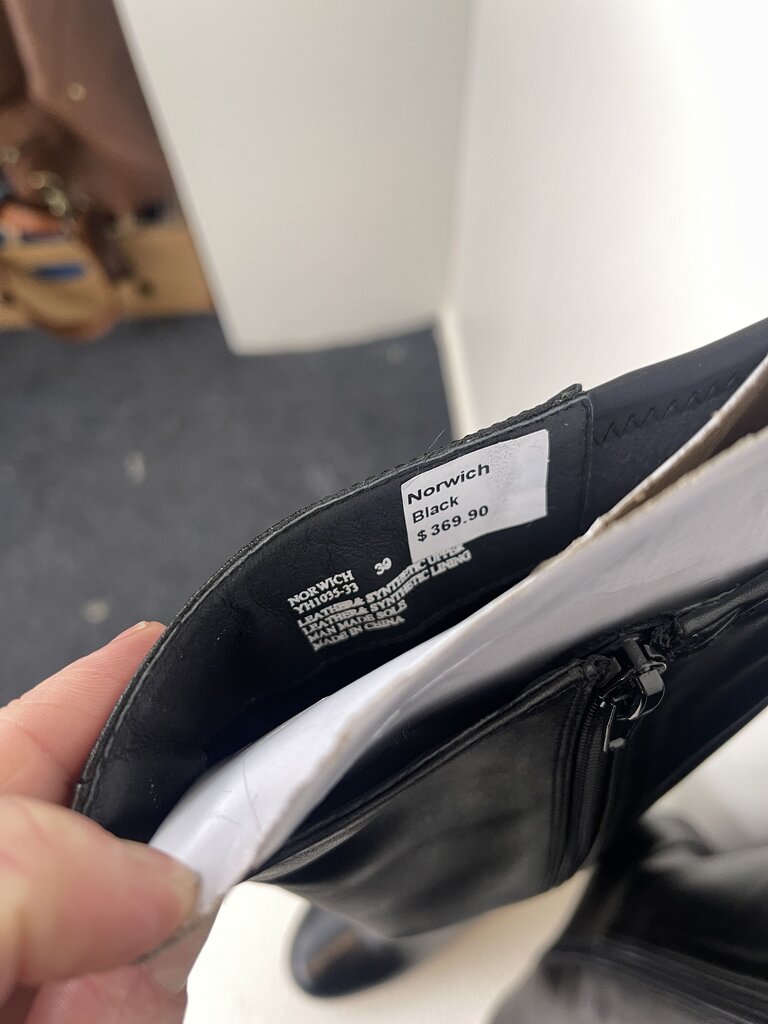 Norwich
Black
$369.90
NORWICH 39
YH1035-33
LEATHER& SYNTHETIC UPPER
LEATHER& SYNTHETIC LINING
MAN MADE SOLE
MADE IN CHINA